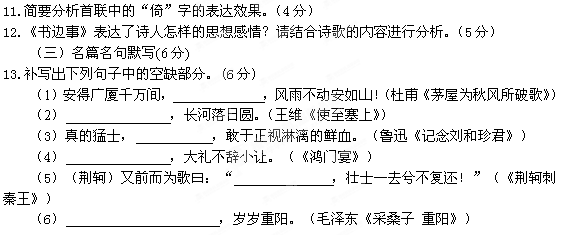 11.简要分析首联中的“倚”字的表达效果。（4分）
12.《书边事》表达了诗人怎样的思想感情？请结合诗歌的内容进行分析。（5分）
（三）名篇名句默写(6分)
13.补写出下列句子中的空缺部分。(6分)
（1）安得广厦千万间，____________，风雨不动安如山!(杜甫《茅屋为秋风所破歌》)
（2）______________，长河落日圆。（王维《使至塞上》）
（3）真的猛士，__________，敢于正视淋漓的鲜血。（鲁迅《记念刘和珍君》）
（4）______________，大礼不辞小让。（《鸿门宴》）
（5）（荆轲）又前而为歌曰：“_____________，壮士一去兮不复还！”（《荆轲刺
秦王》）
（6）____________________，岁岁重阳。（毛泽东《采桑子 重阳》）